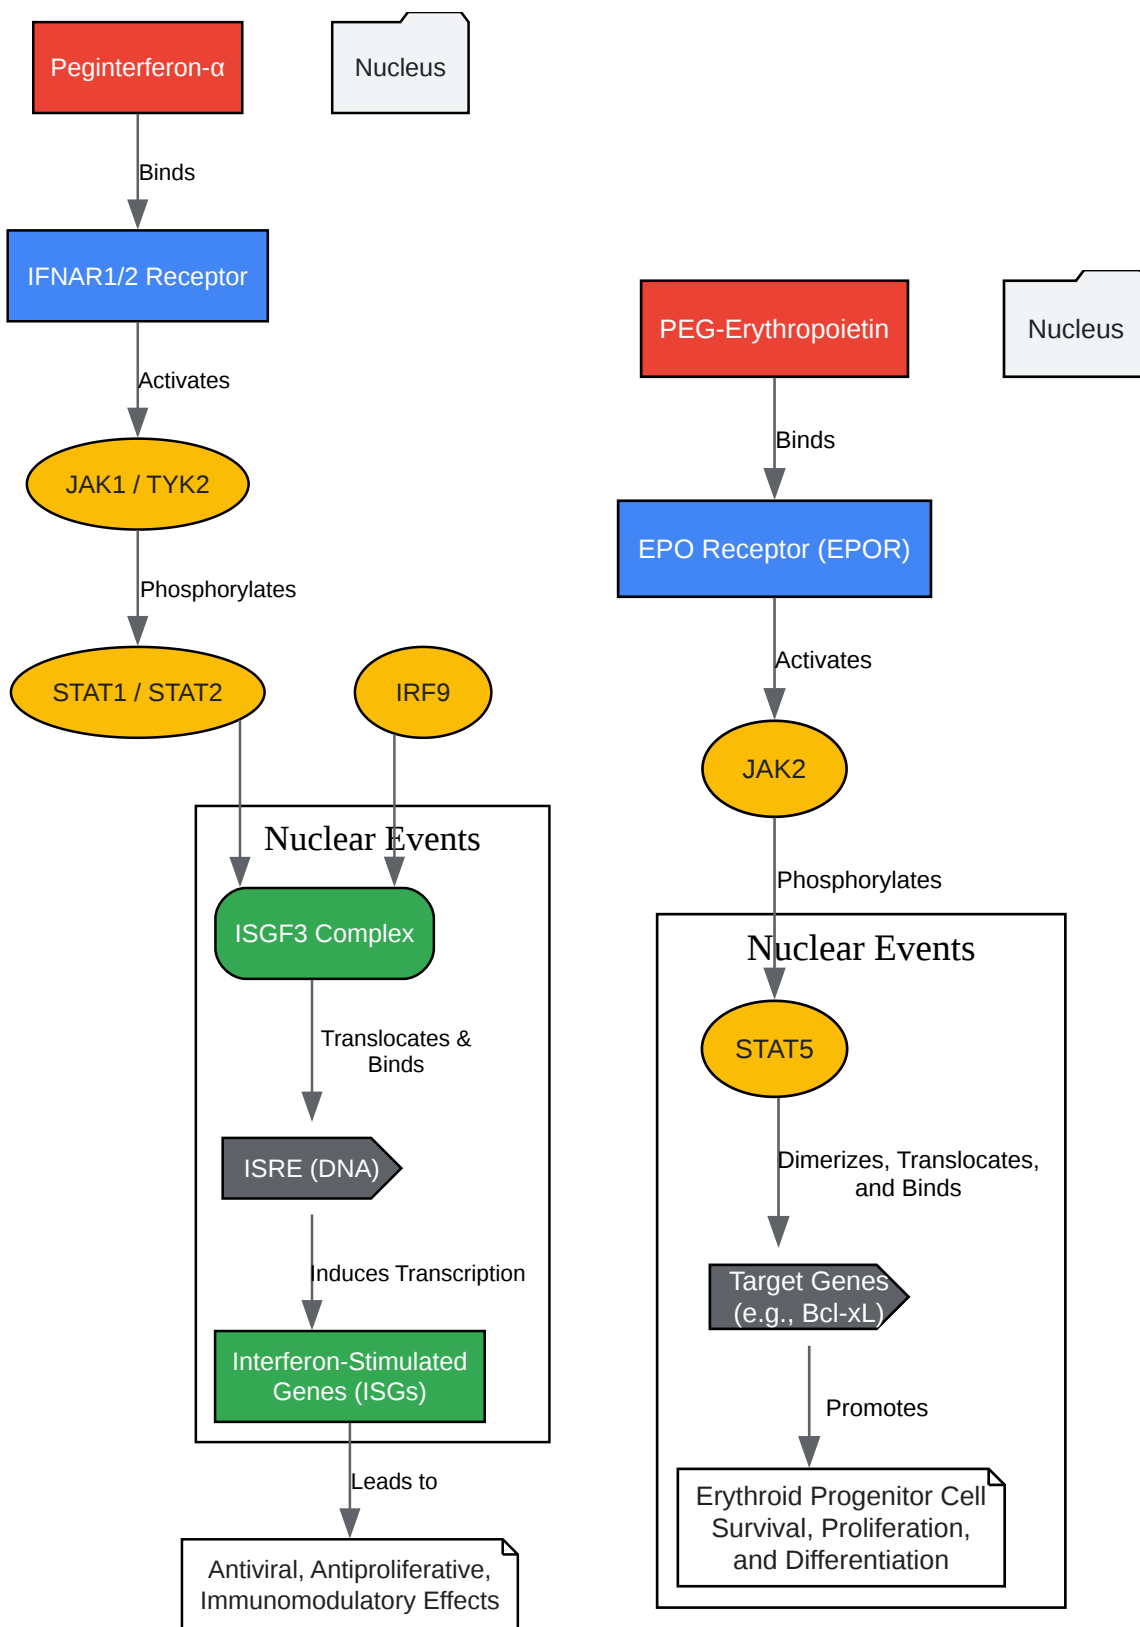 Peginterferon-α
Nucleus
Binds
IFNAR1/2 Receptor
Activates
JAK1 / TYK2
Phosphorylates
STAT1 / STAT2
IRF9
Nuclear Events
ISGF3 Complex
Translocates &
Binds
ISRE (DNA)
Induces Transcription
Interferon-Stimulated
Genes (ISGs)
Leads to
Antiviral, Antiproliferative,
Immunomodulatory Effects
PEG-Erythropoietin
Nucleus
Binds
EPO Receptor (EPOR)
Activates
JAK2
Phosphorylates
Nuclear Events
STAT5
Dimerizes, Translocates,
and Binds
Target Genes
(e.g., Bcl-xL)
Promotes
Erythroid Progenitor Cell
Survival, Proliferation,
and Differentiation